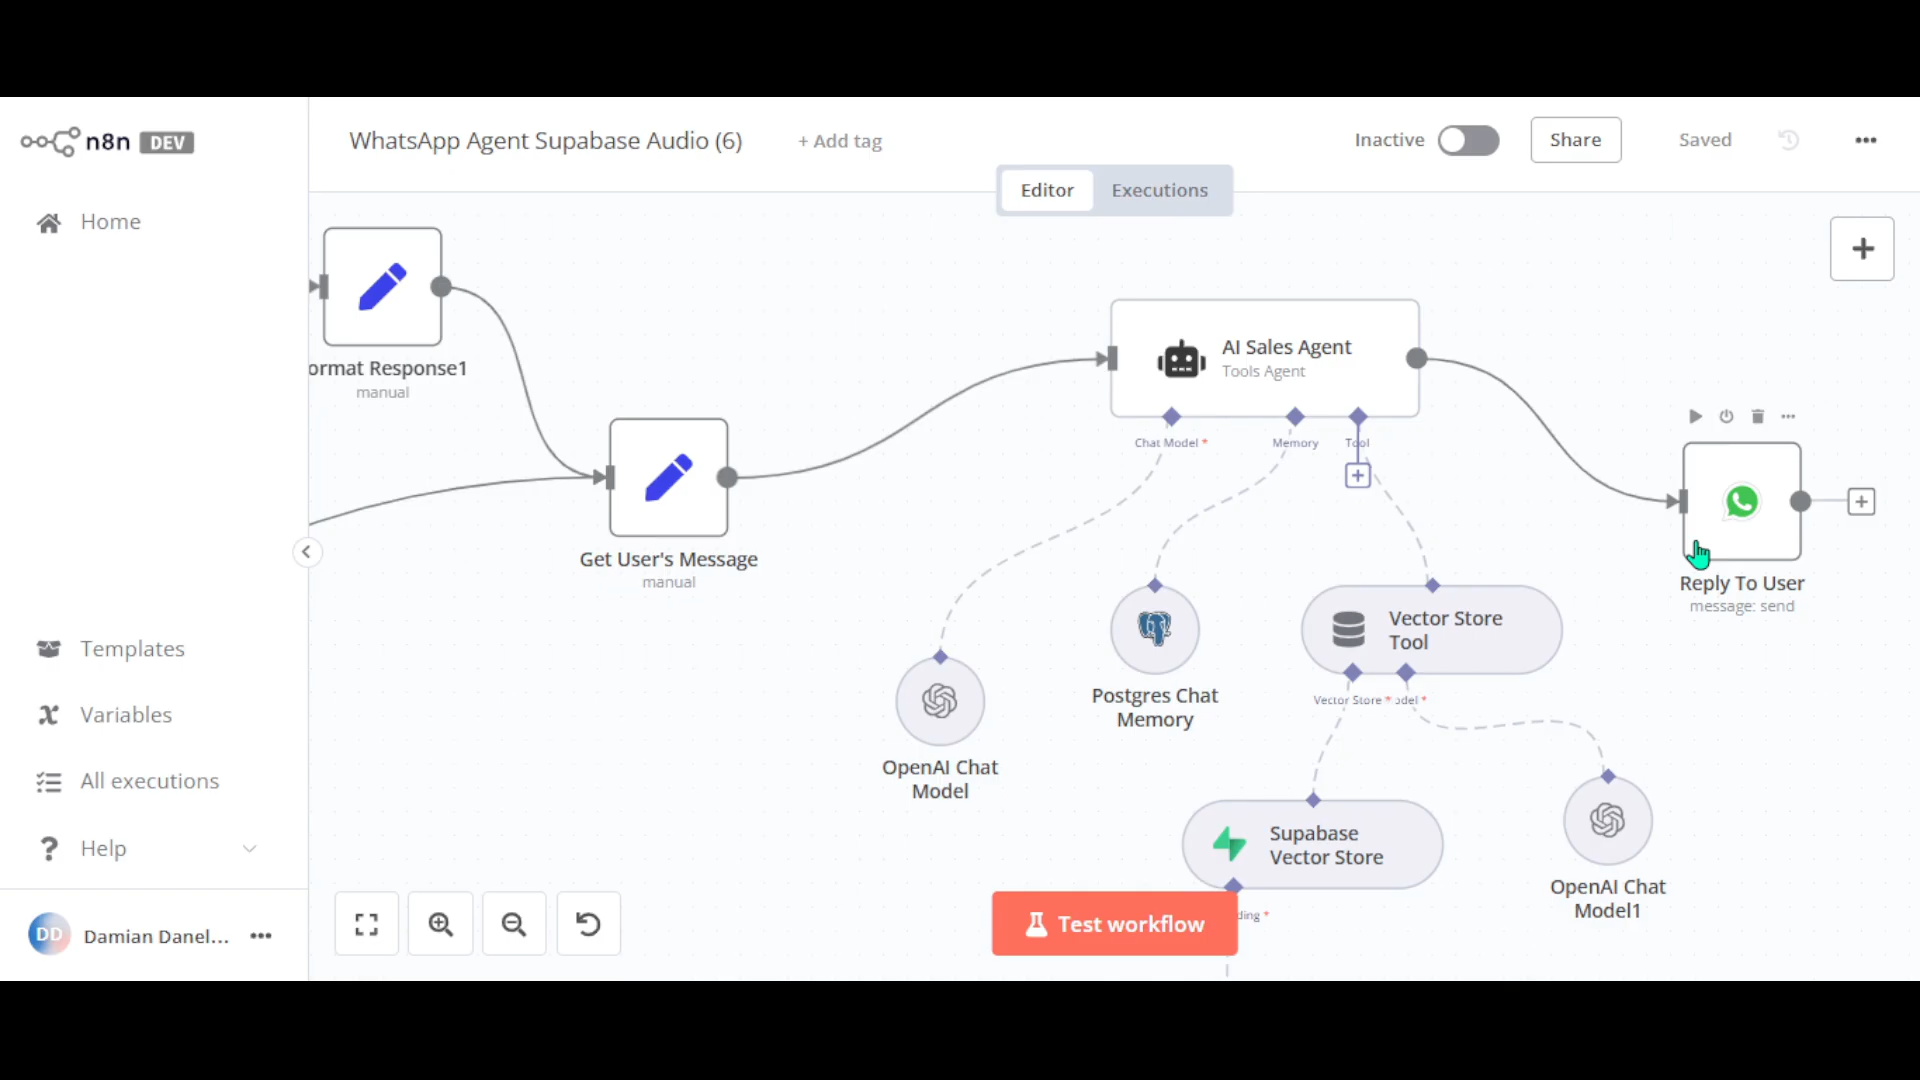 n8n DEV
WhatsApp Agent Supabase Audio (6)
+ Add tag
Inactive
Share
Saved
Editor
Executions
Home
ormat Response1
manual
AI Sales Agent
Tools Agent
Chat Model *
Memory
Tool
Get User's Message
manual
Reply To User
message: send
Vector Store
Tool
Vector Store *
odel *
Postgres Chat
Memory
OpenAI Chat
Model
Supabase
Vector Store
OpenAI Chat
Model1
Templates
Variables
All executions
Help
DD
Damian Danel...
Test workflow
ding *